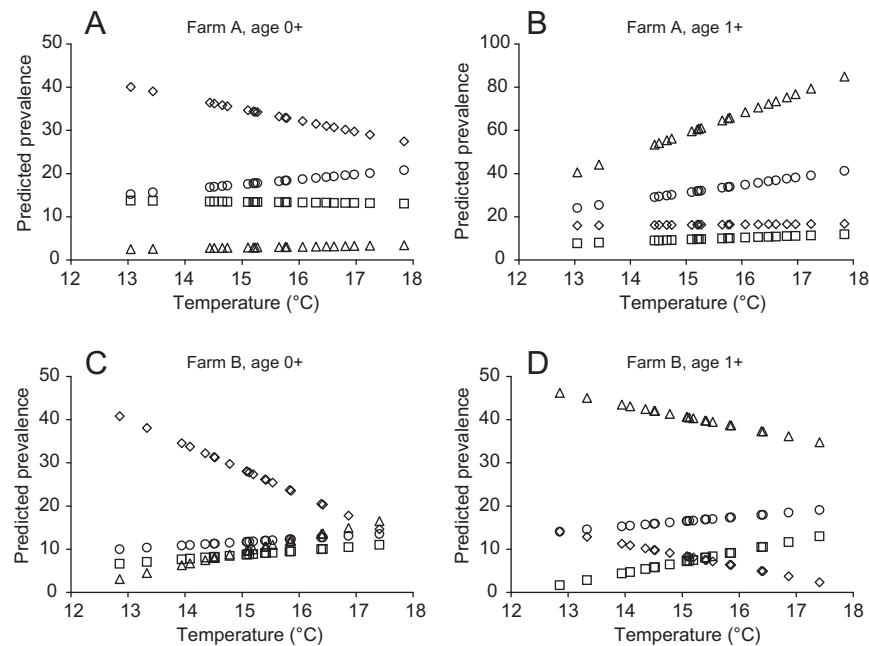 A
Farm A, age 0+
Predicted prevalence
50
40
30
20
10
0
12 13 14 15 16 17 18
Temperature (°C)
B
Farm A, age 1+
Predicted prevalence
100
80
60
40
20
0
12 13 14 15 16 17 18
Temperature (°C)
C
Farm B, age 0+
Predicted prevalence
50
40
30
20
10
0
12 13 14 15 16 17 18
Temperature (°C)
D
Farm B, age 1+
Predicted prevalence
50
40
30
20
10
0
12 13 14 15 16 17 18
Temperature (°C)